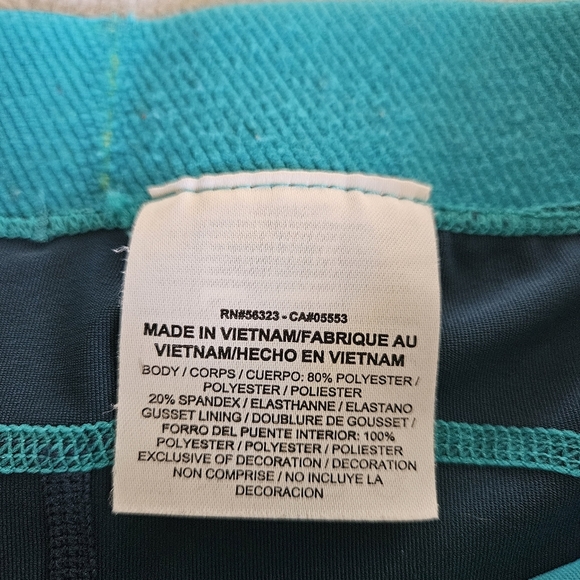 RN#56323 - CA#05553
MADE IN VIETNAM/FABRIQUE AU
VIETNAM/HECHO EN VIETNAM
BODY / CORPS / CUERPO: 80% POLYESTER /
POLYESTER / POLIESTER
20% SPANDEX / ELASTHANNE / ELASTANO
GUSSET LINING / DOUBLURE DE GOUSSET /
FORRO DEL PUENTE INTERIOR: 100%
POLYESTER / POLYESTER / POLIESTER
EXCLUSIVE OF DECORATION / DECORATION
NON COMPRISE / NO INCLUYE LA
DECORACION